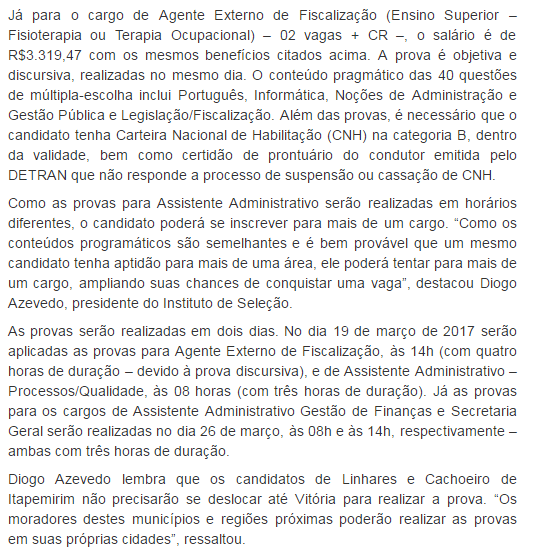 Já para o cargo de Agente Externo de Fiscalização (Ensino Superior –
Fisioterapia ou Terapia Ocupacional) – 02 vagas + CR –, o salário é de
R$3.319,47 com os mesmos benefícios citados acima. A prova é objetiva e
discursiva, realizadas no mesmo dia. O conteúdo pragmático das 40 questões
de múltipla-escolha inclui Português, Informática, Noções de Administração e
Gestão Pública e Legislação/Fiscalização. Além das provas, é necessário que o
candidato tenha Carteira Nacional de Habilitação (CNH) na categoria B, dentro
da validade, bem como certidão de prontuário do condutor emitida pelo
DETRAN que não responde a processo de suspensão ou cassação de CNH.
Como as provas para Assistente Administrativo serão realizadas em horários
diferentes, o candidato poderá se inscrever para mais de um cargo. “Como os
conteúdos programáticos são semelhantes e é bem provável que um mesmo
candidato tenha aptidão para mais de uma área, ele poderá tentar para mais de
um cargo, ampliando suas chances de conquistar uma vaga”, destacou Diogo
Azevedo, presidente do Instituto de Seleção.
As provas serão realizadas em dois dias. No dia 19 de março de 2017 serão
aplicadas as provas para Agente Externo de Fiscalização, às 14h (com quatro
horas de duração – devido à prova discursiva), e de Assistente Administrativo –
Processos/Qualidade, às 08 horas (com três horas de duração). Já as provas
para os cargos de Assistente Administrativo Gestão de Finanças e Secretaria
Geral serão realizadas no dia 26 de março, às 08h e às 14h, respectivamente –
ambas com três horas de duração.
Diogo Azevedo lembra que os candidatos de Linhares e Cachoeiro de
Itapemirim não precisarão se deslocar até Vitória para realizar a prova. “Os
moradores destes municípios e regiões próximas poderão realizar as provas
em suas próprias cidades”, ressaltou.